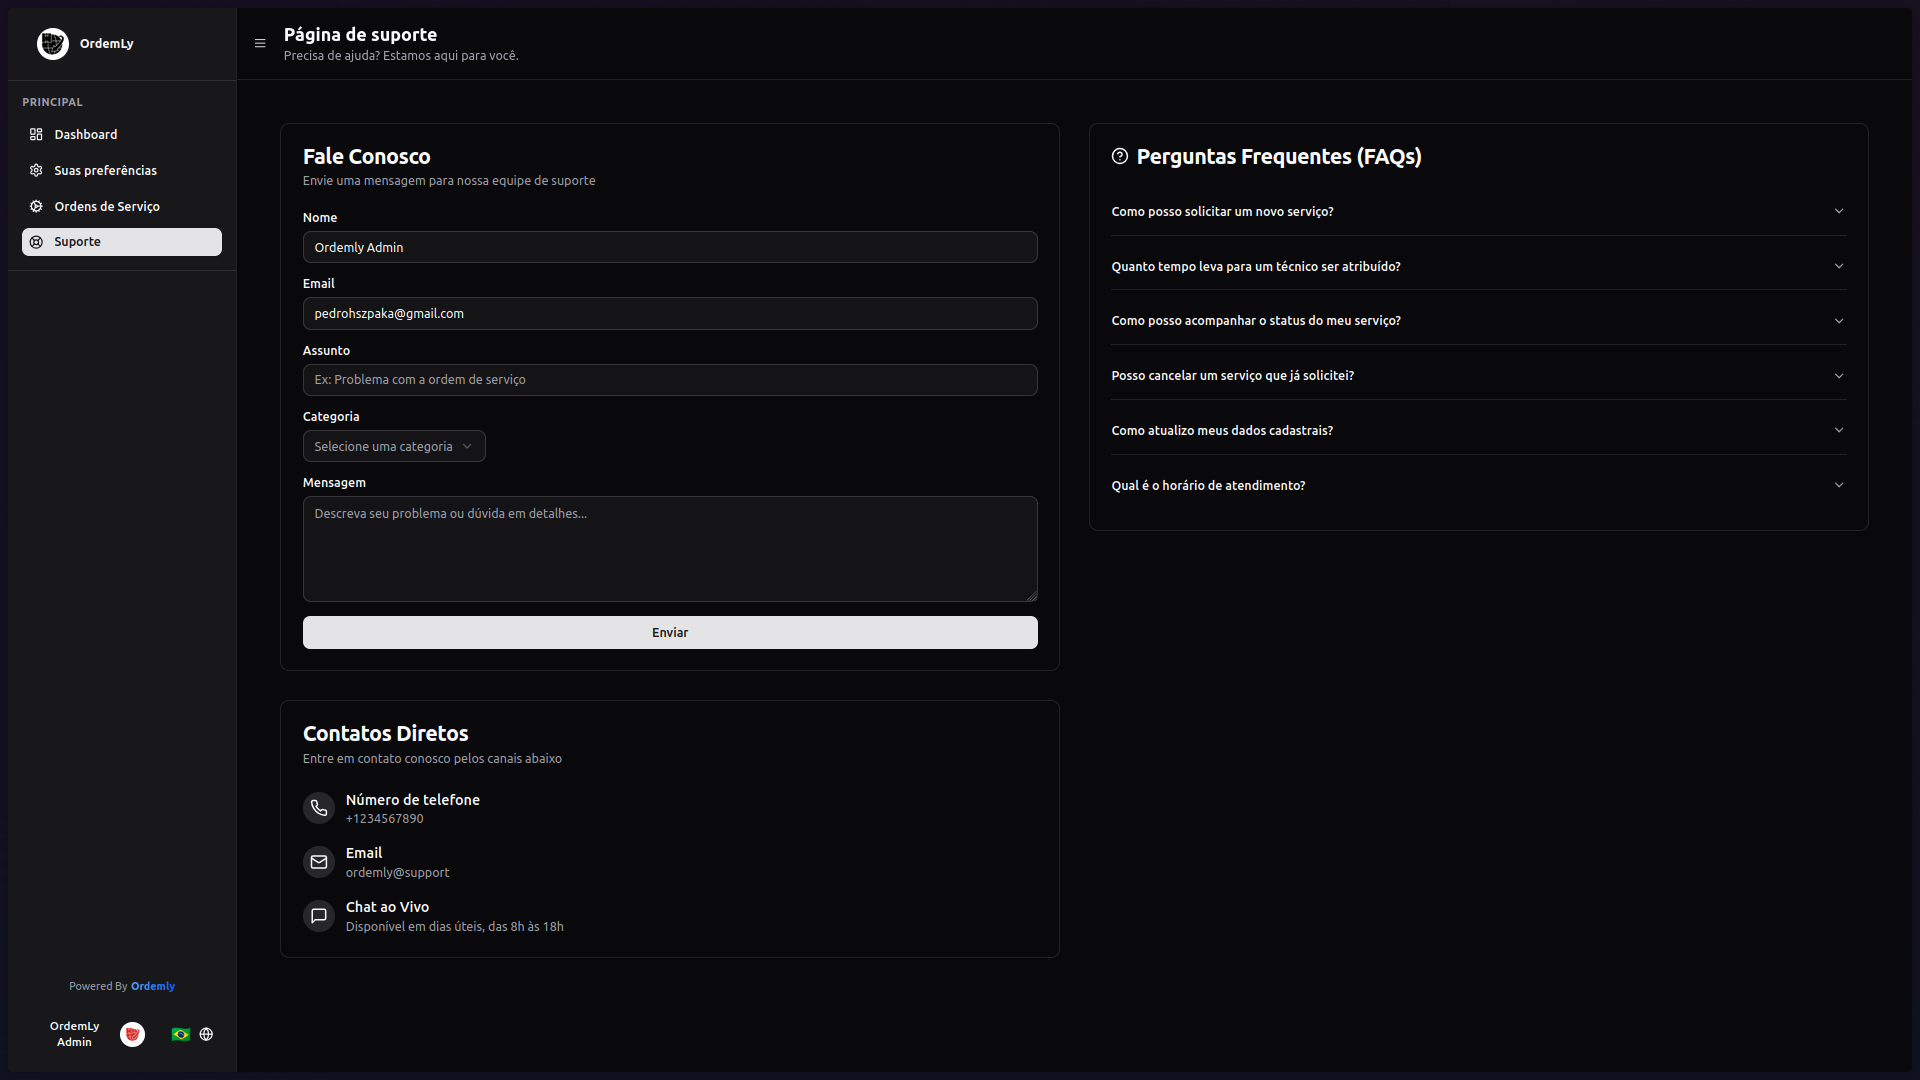 OrdemLy
PRINCIPAL
Dashboard
Suas preferências
Ordens de Serviço
Suporte
Powered By Ordemly
OrdemLy
Admin
Página de suporte
Precisa de ajuda? Estamos aqui para você.
Fale Conosco
Envie uma mensagem para nossa equipe de suporte
Nome
Ordemly Admin
Email
pedrohszpaka@gmail.com
Assunto
Ex: Problema com a ordem de serviço
Categoria
Selecione uma categoria
Mensagem
Descreva seu problema ou dúvida em detalhes...
Enviar
Contatos Diretos
Entre em contato conosco pelos canais abaixo
Número de telefone
+1234567890
Email
ordemly@support
Chat ao Vivo
Disponível em dias úteis, das 8h às 18h
Perguntas Frequentes (FAQs)
Como posso solicitar um novo serviço?
Quanto tempo leva para um técnico ser atribuído?
Como posso acompanhar o status do meu serviço?
Posso cancelar um serviço que já solicitei?
Como atualizo meus dados cadastrais?
Qual é o horário de atendimento?